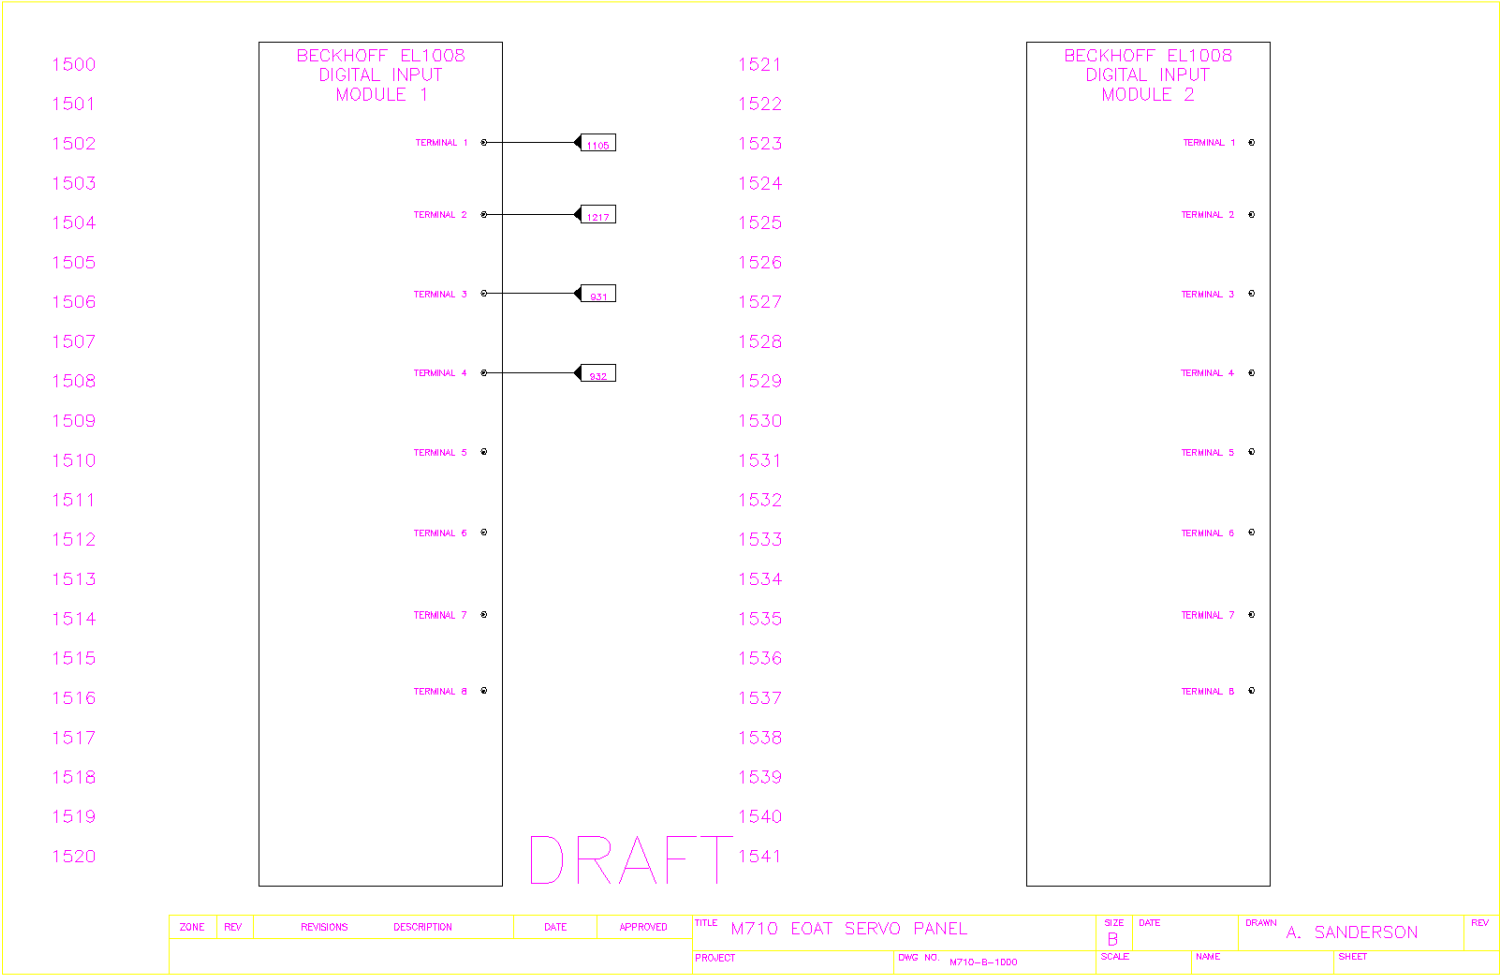 1500
1501
1502
1503
1504
1505
1506
1507
1508
1509
1510
1511
1512
1513
1514
1515
1516
1517
1518
1519
1520
BECKHOFF EL1008
DIGITAL INPUT
MODULE 1
TERMINAL 1
1105
TERMINAL 2
1217
TERMINAL 3
931
TERMINAL 4
932
TERMINAL 5
TERMINAL 6
TERMINAL 7
TERMINAL 8
DRAFT
1521
1522
1523
1524
1525
1526
1527
1528
1529
1530
1531
1532
1533
1534
1535
1536
1537
1538
1539
1540
1541
BECKHOFF EL1008
DIGITAL INPUT
MODULE 2
TERMINAL 1
TERMINAL 2
TERMINAL 3
TERMINAL 4
TERMINAL 5
TERMINAL 6
TERMINAL 7
TERMINAL 8
ZONE REV REVISIONS DESCRIPTION DATE APPROVED
TITLE M710 EOAT SERVO PANEL
SIZE B
DATE
DRAWN A. SANDERSON
REV
PROJECT
DWG NO. M710-B-1000
SCALE
NAME
SHEET